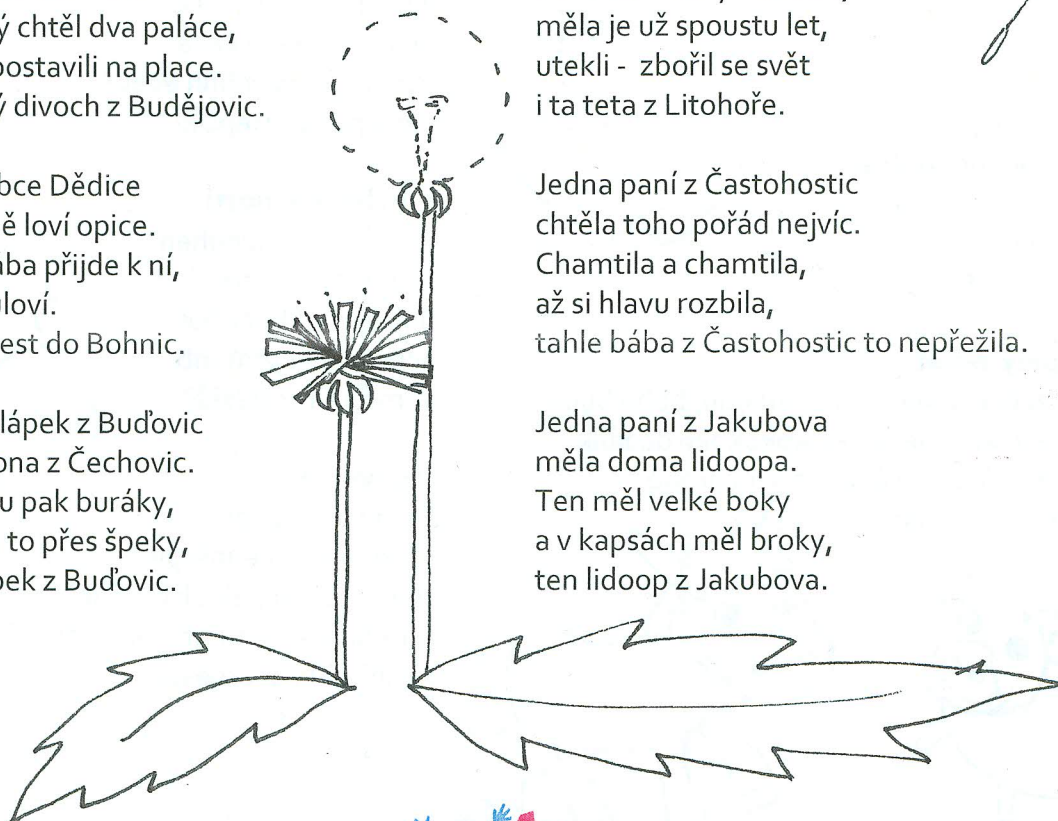 ý chtěl dva paláce,
postavili na place.
ý divoch z Budějovic.

bce Dědice
ě loví opice.
aba přijde k ní,
loví.
est do Bohnic.

lápek z Buďovic
ona z Čechovic.
u pak buráky,
to přes špeky,
pek z Buďovic.

měla je už spoustu let,
utekli - zbořil se svět
i ta teta z Litohoře.

Jedna paní z Častohostic
chtěla toho pořád nejvíc.
Chamtila a chamtila,
až si hlavu rozbila,
tahle bába z Častohostic to nepřežila.

Jedna paní z Jakubova
měla doma lidoopa.
Ten měl velké boky
a v kapsách měl broky,
ten lidoop z Jakubova.